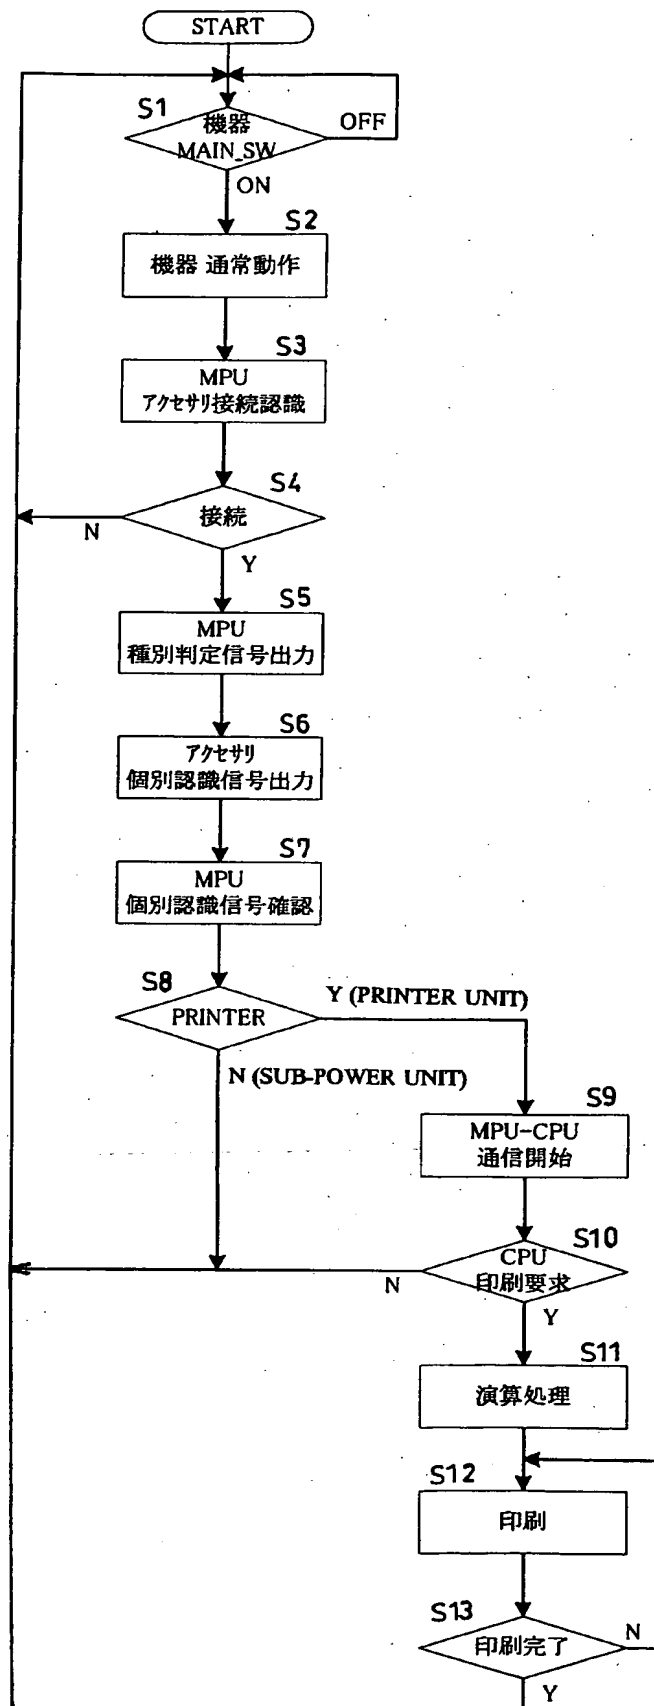 START
S1
機器
MAIN_SW
OFF
ON
S2
機器 通常動作
S3
MPU
アクセサリ接続認識
S4
接続
N
Y
S5
MPU
種別判定信号出力
S6
アクセサリ
個別認識信号出力
S7
MPU
個別認識信号確認
S8
PRINTER
Y (PRINTER UNIT)
N (SUB-POWER UNIT)
S9
MPU-CPU
通信開始
S10
CPU
印刷要求
N
Y
S11
演算処理
S12
印刷
S13
印刷完了
N
Y